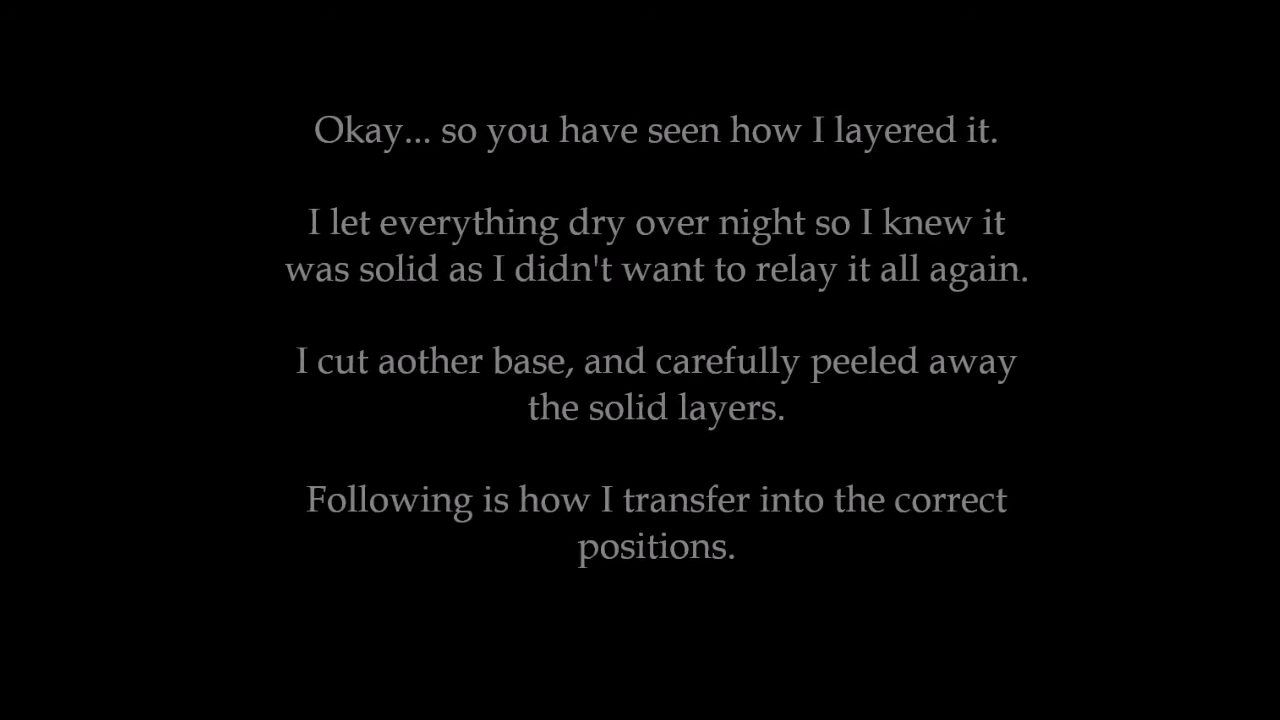 Okay... so you have seen how I layered it.
I let everything dry over night so I knew it
was solid as I didn't want to relay it all again.
I cut aother base, and carefully peeled away
the solid layers.
Following is how I transfer into the correct
positions.